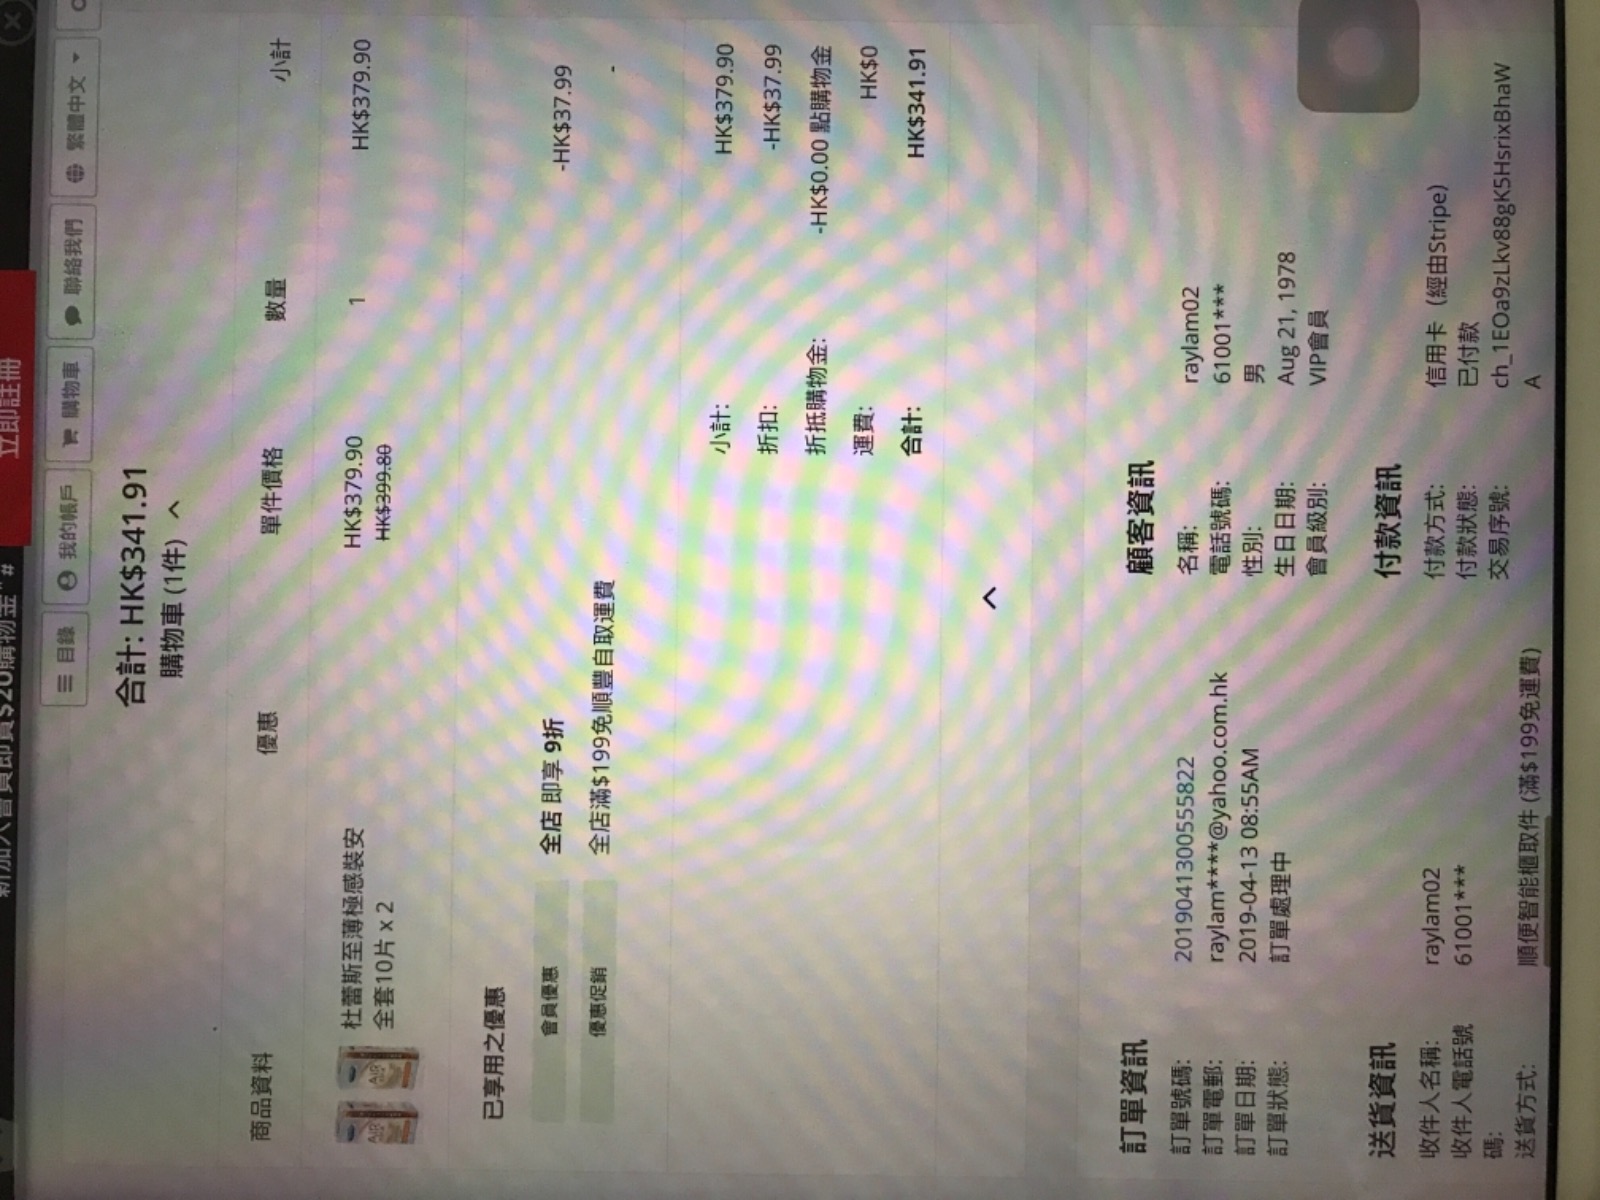 新加入會員即賞$20購物金*#
立即註冊
目錄
我的帳戶
購物車
聯絡我們
繁體中文
合計: HK$341.91
購物車 (1件)
商品資料
優惠
單件價格
數量
小計
AIR
AIR
杜蕾斯至薄極感裝安
全套10片 x 2
HK$379.90
HK$399.80
1
HK$379.90
已享用之優惠
會員優惠
全店 即享 9折
-HK$37.99
優惠促銷
全店滿$199免順豐自取運費
-
小計:
HK$379.90
折扣:
-HK$37.99
折抵購物金:
-HK$0.00 點購物金
運費:
HK$0
合計:
HK$341.91
訂單資訊
訂單號碼:
2019041300555822
訂單電郵:
raylam****@yahoo.com.hk
訂單日期:
2019-04-13 08:55AM
訂單狀態:
訂單處理中
顧客資訊
名稱:
raylam02
電話號碼:
61001***
性別:
男
生日日期:
Aug 21, 1978
會員級別:
VIP會員
送貨資訊
收件人名稱:
raylam02
收件人電話號
碼:
61001***
送貨方式:
順便智能櫃取件 (滿$199免運費)
付款資訊
付款方式:
信用卡（經由Stripe）
付款狀態:
已付款
交易序號:
ch_1EOa9zLkv88gK5HsrixBhaW
A